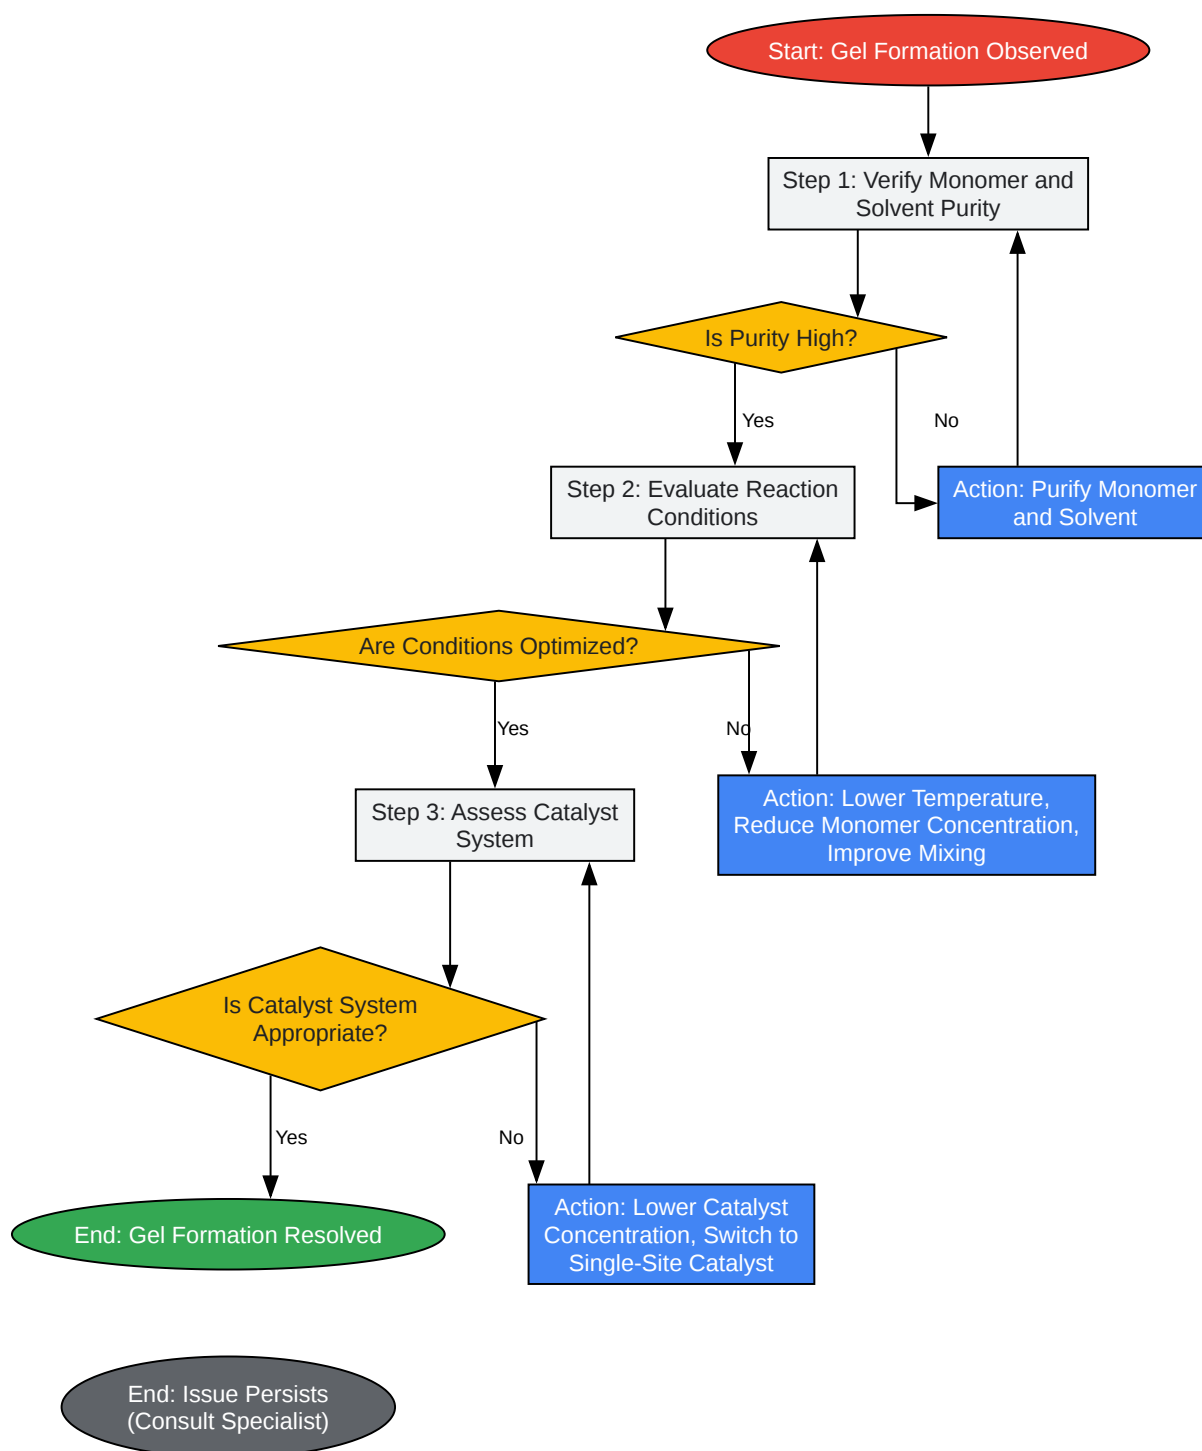 Start: Gel Formation Observed
Step 1: Verify Monomer and
Solvent Purity
Is Purity High?
Yes
No
Step 2: Evaluate Reaction
Conditions
Action: Purify Monomer
and Solvent
Are Conditions Optimized?
Yes
No
Step 3: Assess Catalyst
System
Action: Lower Temperature,
Reduce Monomer Concentration,
Improve Mixing
Is Catalyst System
Appropriate?
Yes
No
End: Gel Formation Resolved
Action: Lower Catalyst
Concentration, Switch to
Single-Site Catalyst
End: Issue Persists
(Consult Specialist)